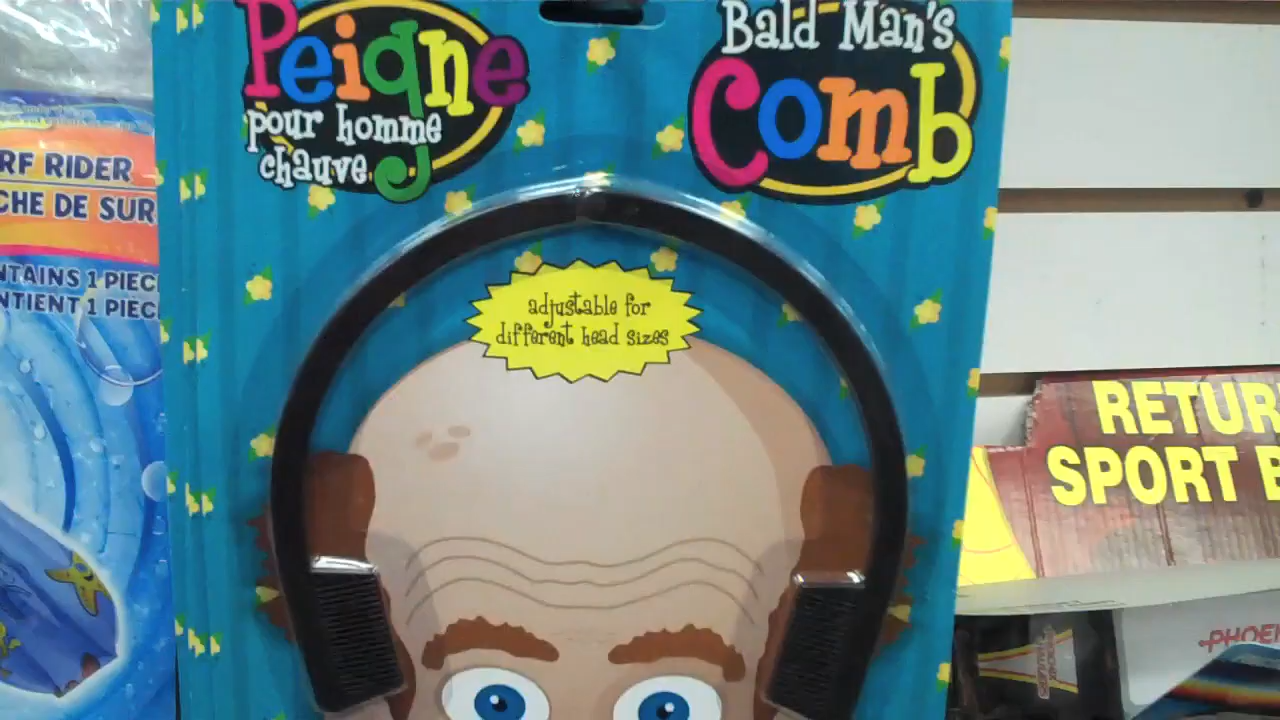 Peigne
pour homme
chauve
Bald Man's
Comb
adjustable for
different head sizes
RF RIDER
CHE DE SUR
NTAINS 1 PIEC
NTIENT 1 PIEC
RETUR
SPORT B
PHOE